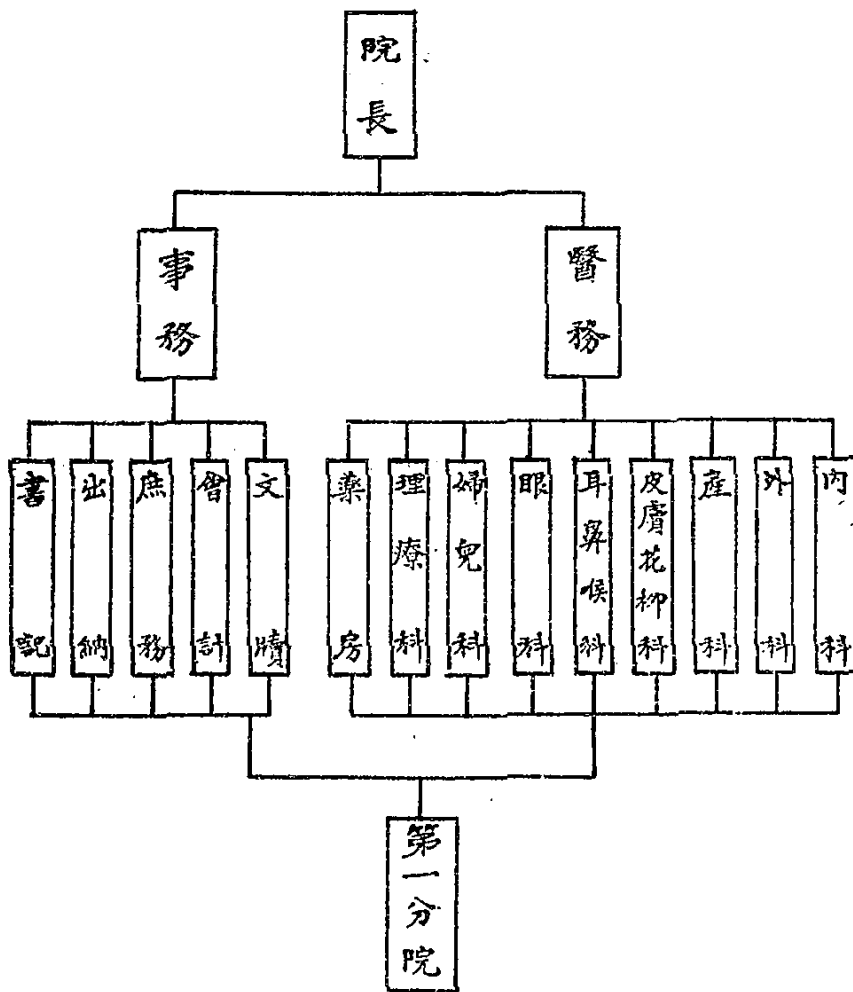 院長
醫務
事務
內科
外科
產科
皮膚花柳科
耳鼻喉科
眼科
婦兒科
理療科
藥房
文牘
會計
庶務
出納
書記
第一分院